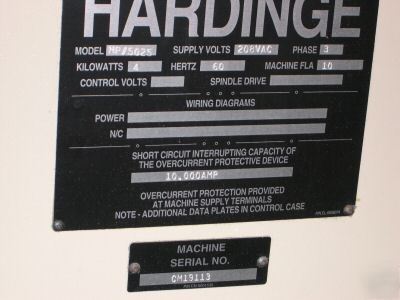 HARDINGE
MODEL MP/5025 SUPPLY VOLTS 208VAC PHASE 3
KILOWATTS 4 HERTZ 60 MACHINE FLA 10
CONTROL VOLTS SPINDLE DRIVE
WIRING DIAGRAMS
POWER
N/C
SHORT CIRCUIT INTERRUPTING CAPACITY OF
THE OVERCURRENT PROTECTIVE DEVICE
10,000AMP
OVERCURRENT PROTECTION PROVIDED
AT MACHINE SUPPLY TERMINALS
NOTE - ADDITIONAL DATA PLATES IN CONTROL CASE
MACHINE
SERIAL NO.
CM19113